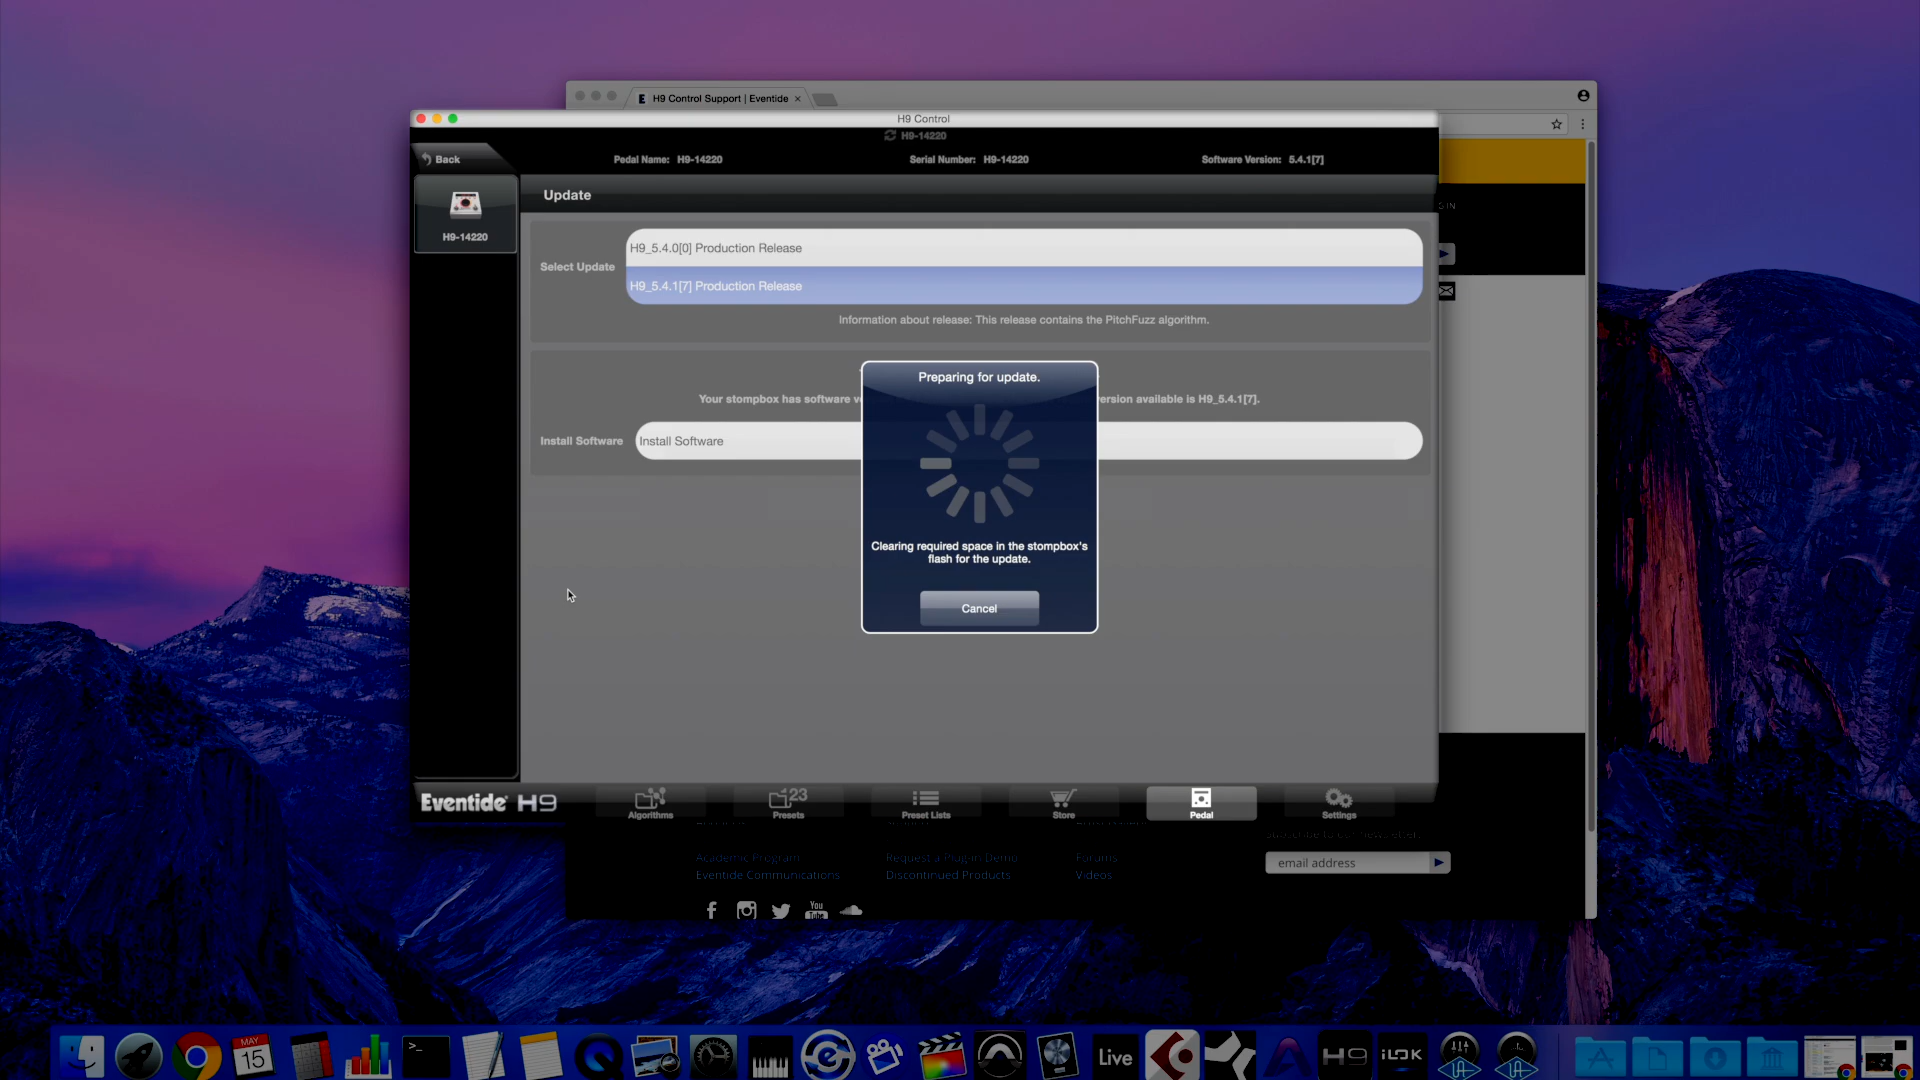 H9 Control Support | Eventide
H9 Control
H9-14220
Back
Pedal Name: H9-14220
Serial Number: H9-14220
Software Version: 5.4.1[7]
H9-14220
Update
Select Update
H9_5.4.0[0] Production Release
H9_5.4.1[7] Production Release
Information about release: This release contains the PitchFuzz algorithm.
Your stompbox has software v
ersion available is H9_5.4.1[7].
Install Software
Install Software
Preparing for update.
Clearing required space in the stompbox's
flash for the update.
Cancel
Eventide H9
Algorithms
123
Presets
Preset Lists
Store
Pedal
Settings
Academic Program
Request a Plug-in Demo
Forums
Eventide Communications
Discontinued Products
Videos
email address
You
Tube
MAY
15
Live
H9
iLOK